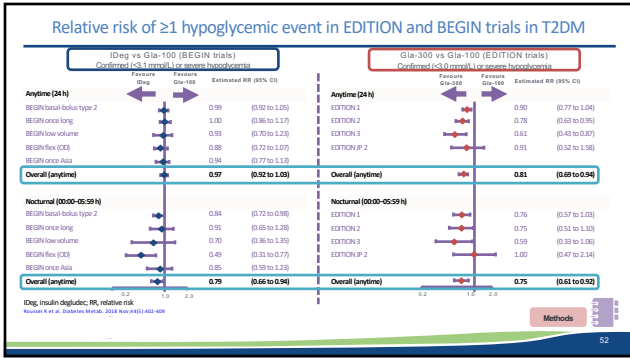 Relative risk of ≥1 hypoglycemic event in EDITION and BEGIN trials in T2DM
IDeg vs Gla-100 (BEGIN trials)
Confirmed (<3.1 mmol/L) or severe hypoglycemia
Favours IDeg
Favours Gla-100
Estimated RR (95% CI)
Anytime (24 h)
BEGIN basal-bolus type 2 0.99 (0.92 to 1.05)
BEGIN once long 1.00 (0.86 to 1.17)
BEGIN low volume 0.93 (0.70 to 1.23)
BEGIN flex (OD) 0.88 (0.72 to 1.07)
BEGIN once Asia 0.94 (0.77 to 1.13)
Overall (anytime) 0.97 (0.92 to 1.03)
Nocturnal (00:00–05:59 h)
BEGIN basal-bolus type 2 0.84 (0.72 to 0.98)
BEGIN once long 0.91 (0.65 to 1.28)
BEGIN low volume 0.70 (0.36 to 1.35)
BEGIN flex (OD) 0.49 (0.31 to 0.77)
BEGIN once Asia 0.85 (0.59 to 1.23)
Overall (anytime) 0.79 (0.66 to 0.94)
0.2 1.0 2.0
Gla-300 vs Gla-100 (EDITION trials)
Confirmed (<3.0 mmol/L) or severe hypoglycemia
Favours Gla-300
Favours Gla-100
Estimated RR (95% CI)
Anytime (24 h)
EDITION 1 0.90 (0.77 to 1.04)
EDITION 2 0.78 (0.63 to 0.95)
EDITION 3 0.61 (0.43 to 0.87)
EDITION JP 2 0.91 (0.52 to 1.58)
Overall (anytime) 0.81 (0.69 to 0.94)
Nocturnal (00:00–05:59 h)
EDITION 1 0.76 (0.57 to 1.03)
EDITION 2 0.75 (0.51 to 1.10)
EDITION 3 0.59 (0.33 to 1.06)
EDITION JP 2 1.00 (0.47 to 2.14)
Overall (anytime) 0.75 (0.61 to 0.92)
0.2 1.0 2.0
IDeg, insulin degludec; RR, relative risk
Roussel R et al. Diabetes Metab. 2018 Nov;44(5):402-409
Methods
52